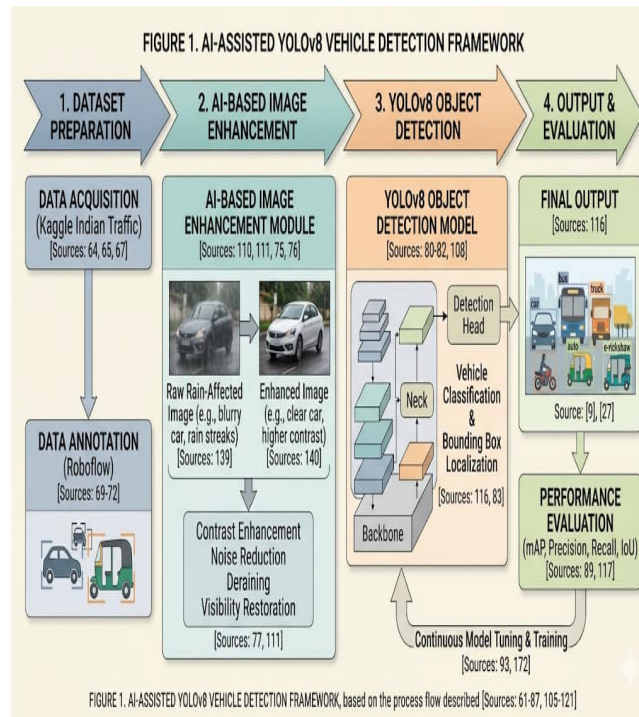 FIGURE 1. AI-ASSISTED YOLOv8 VEHICLE DETECTION FRAMEWORK
1. DATASET
PREPARATION
2. AI-BASED IMAGE
ENHANCEMENT
3. YOLOv8 OBJECT
DETECTION
4. OUTPUT &
EVALUATION
DATA ACQUISITION
(Kaggle Indian Traffic)
[Sources: 64, 65, 67]
DATA ANNOTATION
(Roboflow)
[Sources: 69-72]
AI-BASED IMAGE
ENHANCEMENT MODULE
[Sources: 110, 111, 75, 76]
Raw Rain-Affected
Image (e.g., blurry
car, rain streaks)
[Sources: 139]
Enhanced Image
(e.g., clear car,
higher contrast)
[Sources: 140]
Contrast Enhancement
Noise Reduction
Deraining
Visibility Restoration
[Sources: 77, 111]
YOLOv8 OBJECT
DETECTION MODEL
[Sources: 80-82, 108]
Detection
Head
Neck
Backbone
Vehicle
Classification
&
Bounding Box
Localization
[Sources: 116, 83]
FINAL OUTPUT
[Sources: 116]
car
bus
truck
auto
e-rickshaw
Source: [9], [27]
PERFORMANCE
EVALUATION
(mAP, Precision, Recall, IoU)
[Sources: 89, 117]
Continuous Model Tuning & Training
[Sources: 93, 172]
FIGURE 1. AI-ASSISTED YOLOv8 VEHICLE DETECTION FRAMEWORK, based on the process flow described [Sources: 61-87, 105-121]